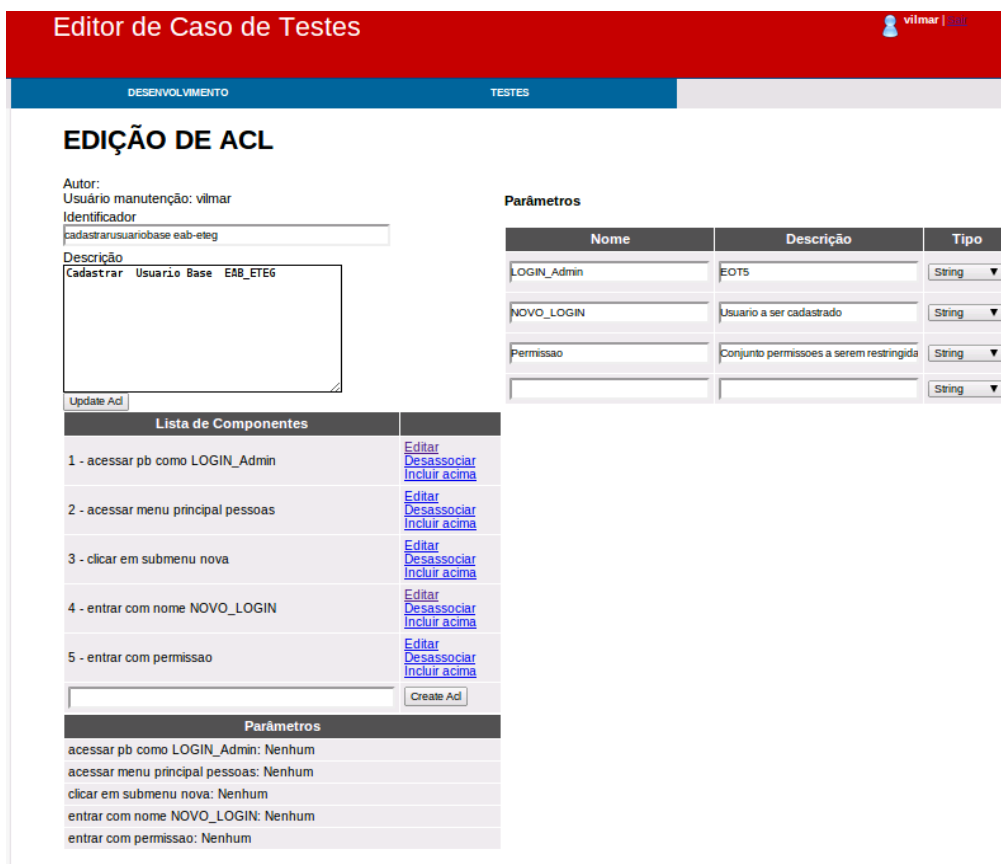 Editor de Caso de Testes
vilmar | Sair
DESENVOLVIMENTO
TESTES
EDIÇÃO DE ACL
Autor:
Usuário manutenção: vilmar
Identificador
cadastrarusuariobase eab-eteg
Descrição
Cadastrar Usuario Base EAB_ETEG
Update Acl
Parâmetros
Nome Descrição Tipo
LOGIN_Admin EOT5 String
NOVO_LOGIN Usuario a ser cadastrado String
Permissao Conjunto permissoes a serem restringida String
String
Lista de Componentes
1 - acessar pb como LOGIN_Admin
Editar
Desassociar
Incluir acima
2 - acessar menu principal pessoas
Editar
Desassociar
Incluir acima
3 - clicar em submenu nova
Editar
Desassociar
Incluir acima
4 - entrar com nome NOVO_LOGIN
Editar
Desassociar
Incluir acima
5 - entrar com permissao
Editar
Desassociar
Incluir acima
Create Acl
Parâmetros
acessar pb como LOGIN_Admin: Nenhum
acessar menu principal pessoas: Nenhum
clicar em submenu nova: Nenhum
entrar com nome NOVO_LOGIN: Nenhum
entrar com permissao: Nenhum